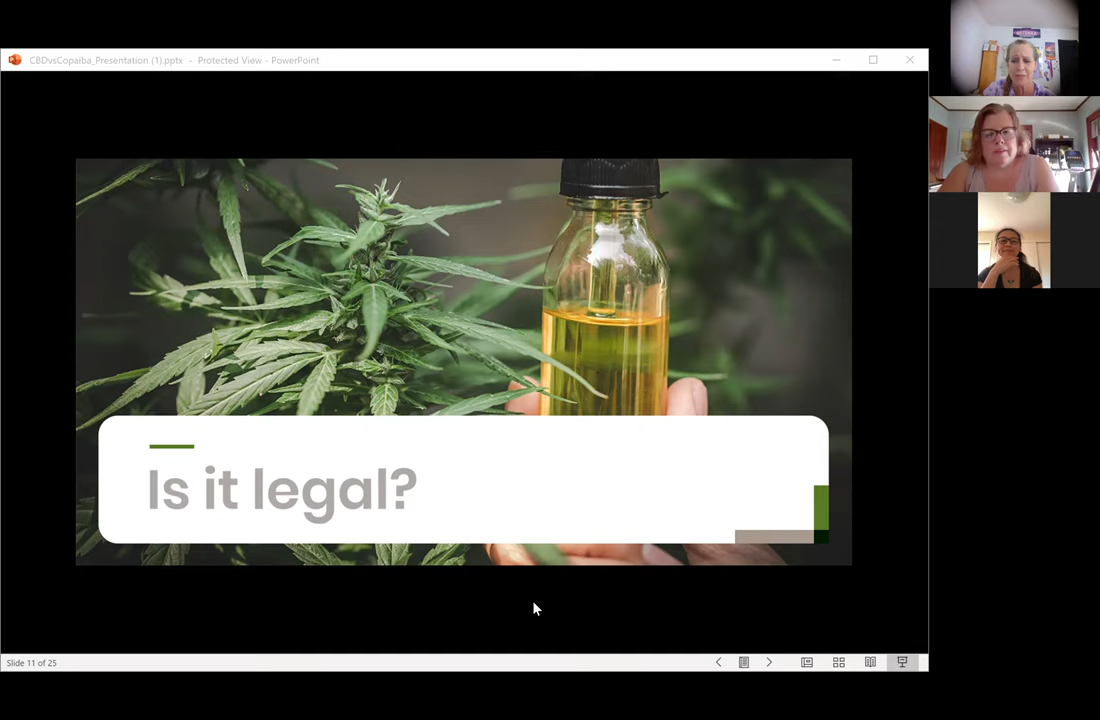 CBDvsCopaiba_Presentation (1).pptx - Protected View - PowerPoint
Is it legal?
Slide 11 of 25